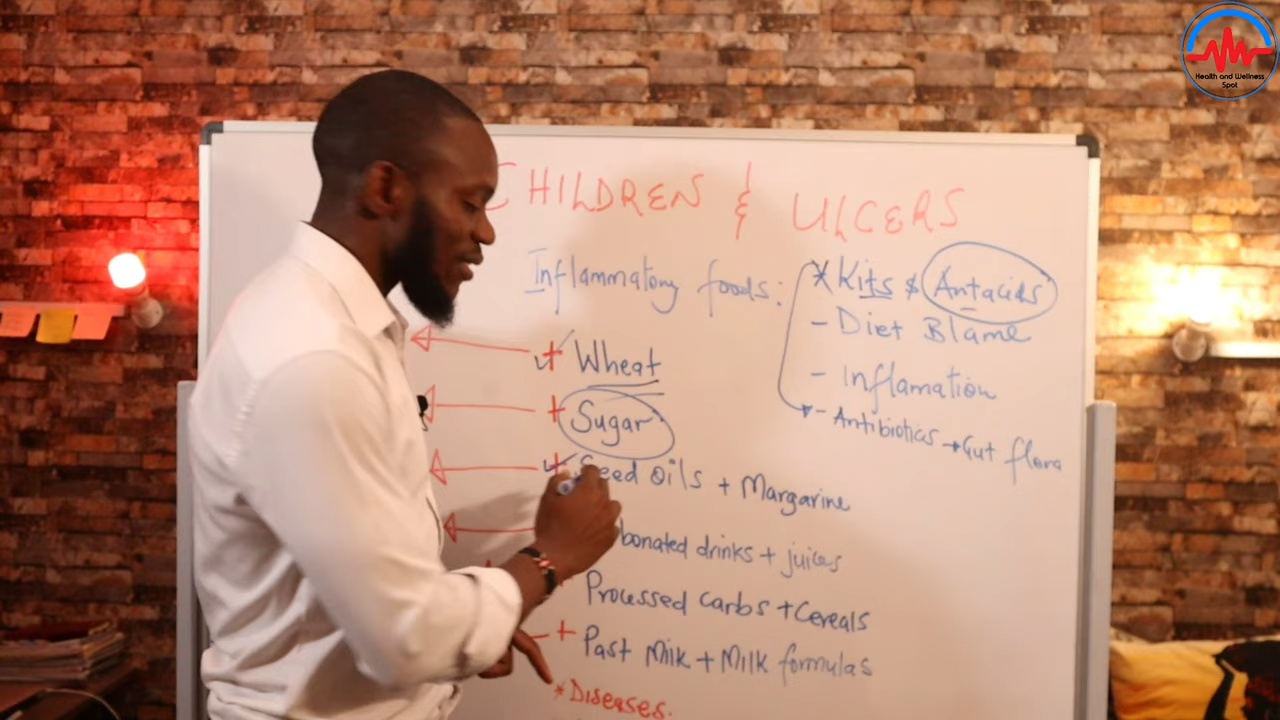 Health and Wellness
Spot
CHILDREN & ULCERS
Inflammatory foods:
+ Wheat
+ Sugar
+ Seed oils + Margarine
bonated drinks + juices
+ Processed carbs + Cereals
+ Past Milk + Milk formulas
* Diseases.
* Kits & Antacids
- Diet Blame
- Inflamation
- Antibiotics → Gut flora